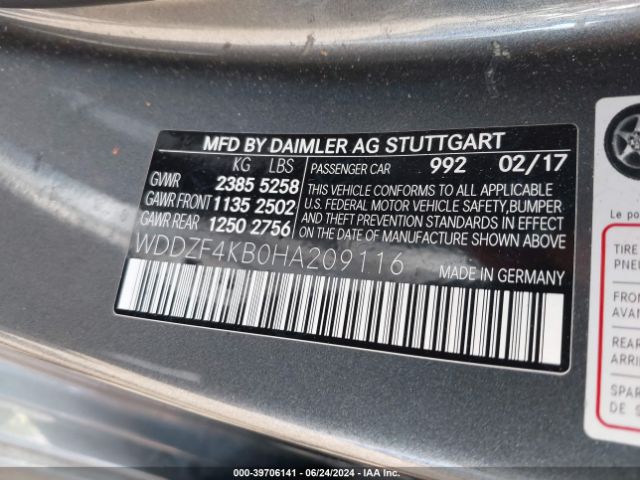 MFD BY DAIMLER AG STUTTGART
KG LBS
GVWR 2385 5258
GAWR FRONT 1135 2502
GAWR REAR 1250 2756
PASSENGER CAR 992 02/17
THIS VEHICLE CONFORMS TO ALL APPLICABLE
U.S. FEDERAL MOTOR VEHICLE SAFETY, BUMPER
AND THEFT PREVENTION STANDARDS IN EFFECT
ON THE DATE OF MANUFACTURE SHOWN ABOVE.
WDDZF4KB0HA209116
MADE IN GERMANY
Le po
TIRE
PNEU
FRON
AVAN
REAR
ARRI
SPAR
DE S
000-39706141 / 06/24/2024 / IAA Inc.